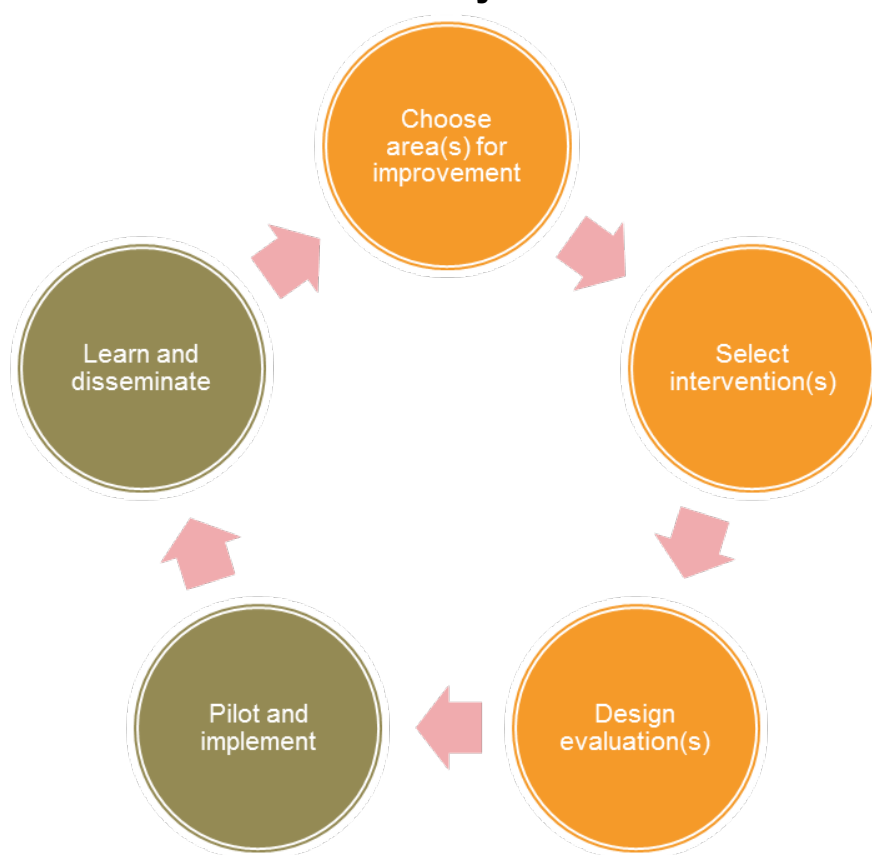 Choose
area(s) for
improvement
Select
intervention(s)
Design
evaluation(s)
Pilot and
implement
Learn and
disseminate